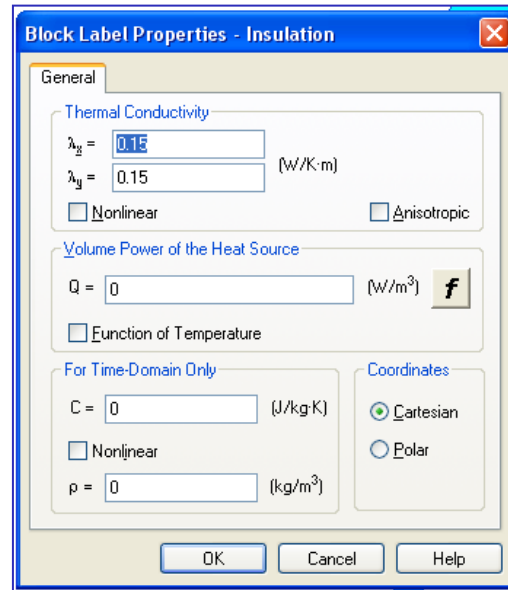 Block Label Properties - Insulation
General
Thermal Conductivity
λx = 0.15
λy = 0.15
(W/K·m)
Nonlinear
Anisotropic
Volume Power of the Heat Source
Q = 0 (W/m³) f
Function of Temperature
For Time-Domain Only
C = 0 (J/kg·K)
Nonlinear
ρ = 0 (kg/m³)
Coordinates
Cartesian
Polar
OK Cancel Help